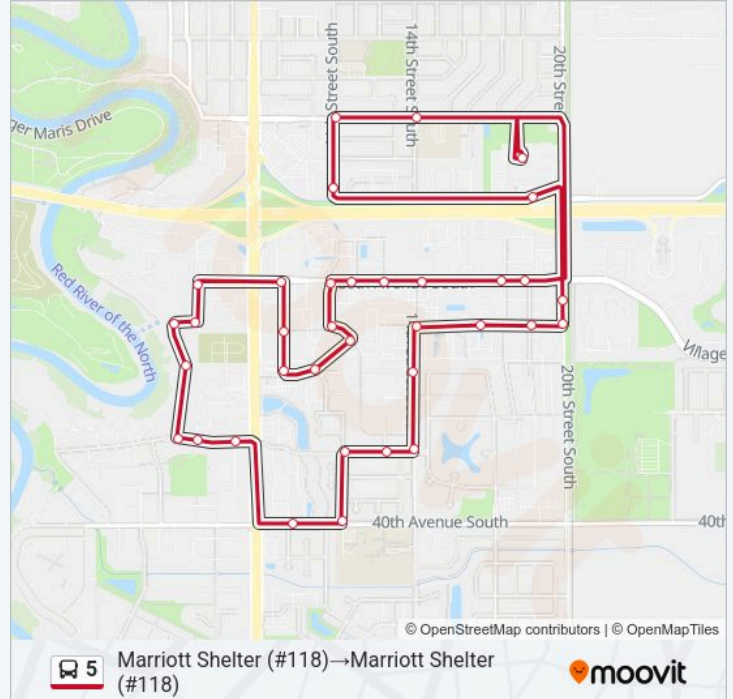 Street South
14th Street South
20th Stre
ger Maris Drive
Red River of the North
Village
20th Street South
40th Avenue South
40th
© OpenStreetMap contributors | © OpenMapTiles
5
Marriott Shelter (#118)→Marriott Shelter
(#118)
moovit